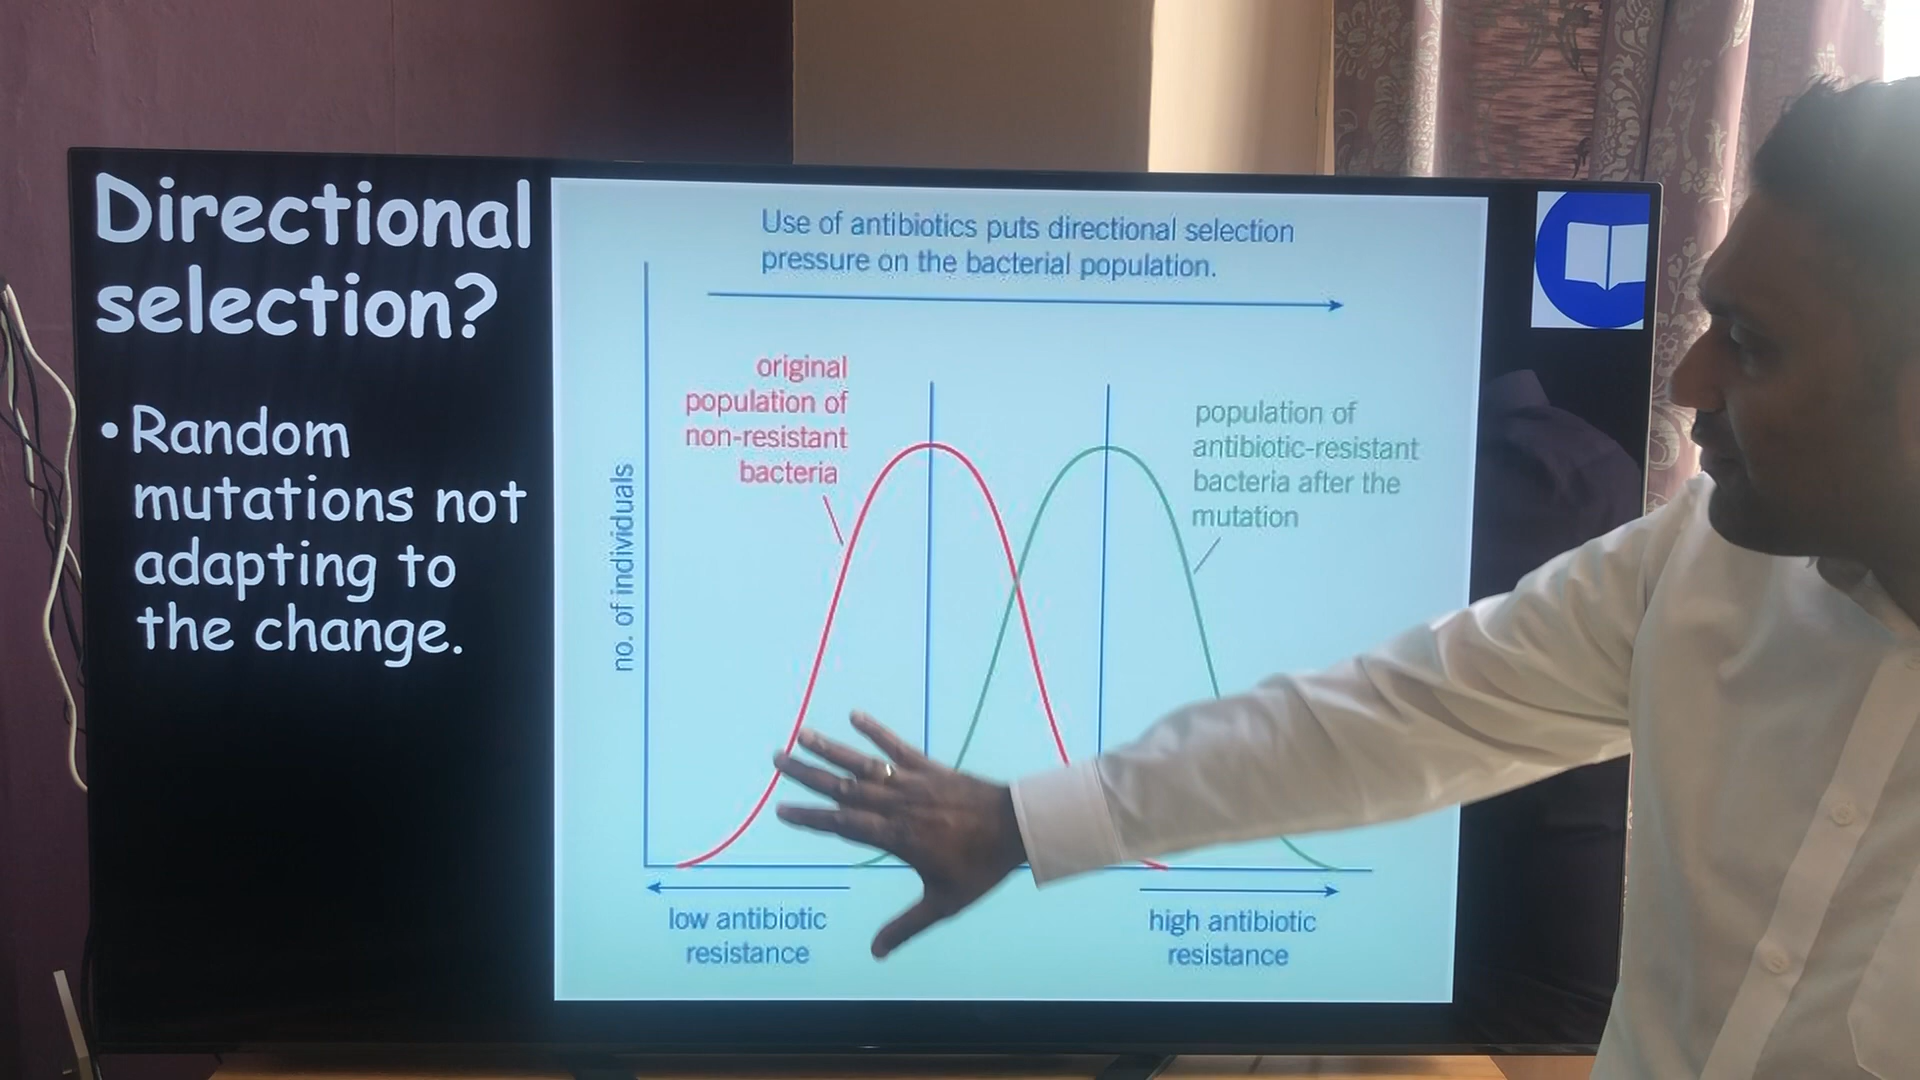 Directional
selection?
• Random
mutations not
adapting to
the change.
Use of antibiotics puts directional selection
pressure on the bacterial population.
original
population of
non-resistant
bacteria
population of
antibiotic-resistant
bacteria after the
mutation
no. of individuals
low antibiotic
resistance
high antibiotic
resistance